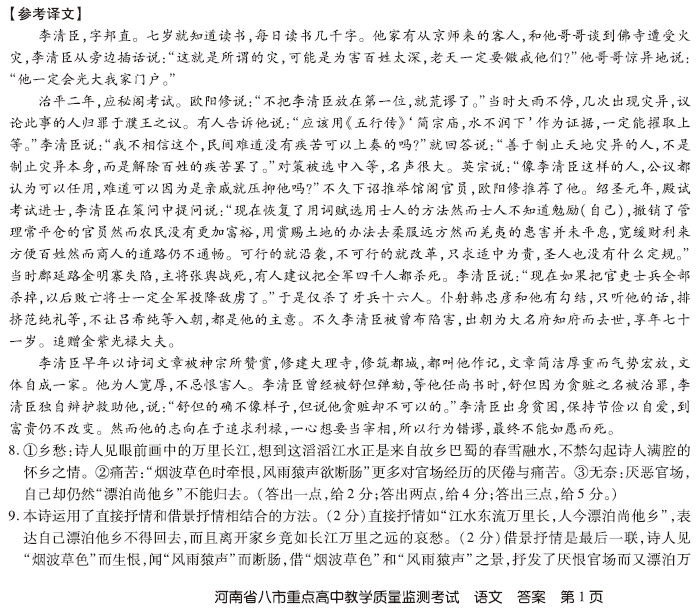 【参考译文】
李清臣,字邦直。七岁就知道读书,每日读书几千字。他家有从京师来的客人,和他哥哥谈到佛寺遭受火
灾,李清臣从旁边插话说:“这就是所谓的灾,可能是为害百姓太深,老天一定要儆戒他们?”他哥哥惊异地说:
“他一定会光大我家门户。”
治平二年,应秘阁考试。欧阳修说:“不把李清臣放在第一位,就荒谬了。”当时大雨不停,几次出现灾异,议
论此事的人归罪于濮王之议。有人告诉他说:“应该用《五行传》‘简宗庙,水不润下’作为证据,一定能擢取上
等。”李清臣说:“我不相信这个,民间难道没有疾苦可以上奏的吗?”就回答说:“善于制止天地灾异的人,不是
制止灾异本身,而是解除百姓的疾苦罢了。”对策被选中入等,名声很大。英宗说:“像李清臣这样的人,公议都
认为可以任用,难道可以因为是亲戚就压抑他吗?”不久下诏推举馆阁官员,欧阳修推荐了他。绍圣元年,殿试
考试进士,李清臣在策问中提问说:“现在恢复了用词赋选用士人的方法然而士人不知道勉励(自己),撤销了管
理常平仓的官员然而农民没有更加富裕,用赏赐土地的办法去柔服远方然而羌夷的患害并未平息,宽缓财利来
方便百姓然而商人的道路仍不通畅。可行的就沿袭,不可行的就改革,只求适中为贵,圣人也没有什么定规。”
当时鄜延路金明寨失陷,主将张舆战死,有人建议把全军四千人都杀死。李清臣说:“现在如果把官吏士兵全部
杀掉,以后败亡将士一定全军投降敌虏了。”于是仅杀了牙兵十六人。仆射韩忠彦和他有勾结,只听他的话,排
挤范纯礼等,不让吕希纯等入朝,都是他的主意。不久李清臣被曾布陷害,出朝为大名府知府而去世,享年七十
一岁。追赠金紫光禄大夫。
李清臣早年以诗词文章被神宗所赞赏,修建大理寺,修筑都城,都叫他作记,文章简洁厚重而气势宏放,文
体自成一家。他为人宽厚,不忌恨害人。李清臣曾经被舒但弹劾,等他任尚书时,舒但因为贪赃之名被治罪,李
清臣独自辩护救助他,说:“舒但的确不像样子,但说他贪赃却不可以的。”李清臣出身贫困,保持节俭以自爱,到
富贵仍不改变。然而他的志向在于追求利禄,一心想要当宰相,所以行为错谬,最终不能如愿而死。
8. ①乡愁:诗人见眼前画中的万里长江,想到这滔滔江水正是来自故乡巴蜀的春雪融水,不禁勾起诗人满腔的
怀乡之情。②痛苦:“烟波草色时牵恨,风雨猿声欲断肠”更多对官场经历的厌倦与痛苦。③无奈:厌恶官场,
自己却仍然“漂泊尚他乡”不能归去。(答出一点,给2分;答出两点,给4分;答出三点,给5分。)
9. 本诗运用了直接抒情和借景抒情相结合的方法。(2分)直接抒情如“江水东流万里长,人今漂泊尚他乡”,表
达自己漂泊他乡不得回去,而且离开家乡竟如长江万里之远的哀愁。(2分)借景抒情是最后一联,诗人见
“烟波草色”而生恨,闻“风雨猿声”而断肠,借“烟波草色”和“风雨猿声”之景,抒发了厌恨官场而又漂泊万
河南省八市重点高中教学质量监测考试 语文 答案 第1页